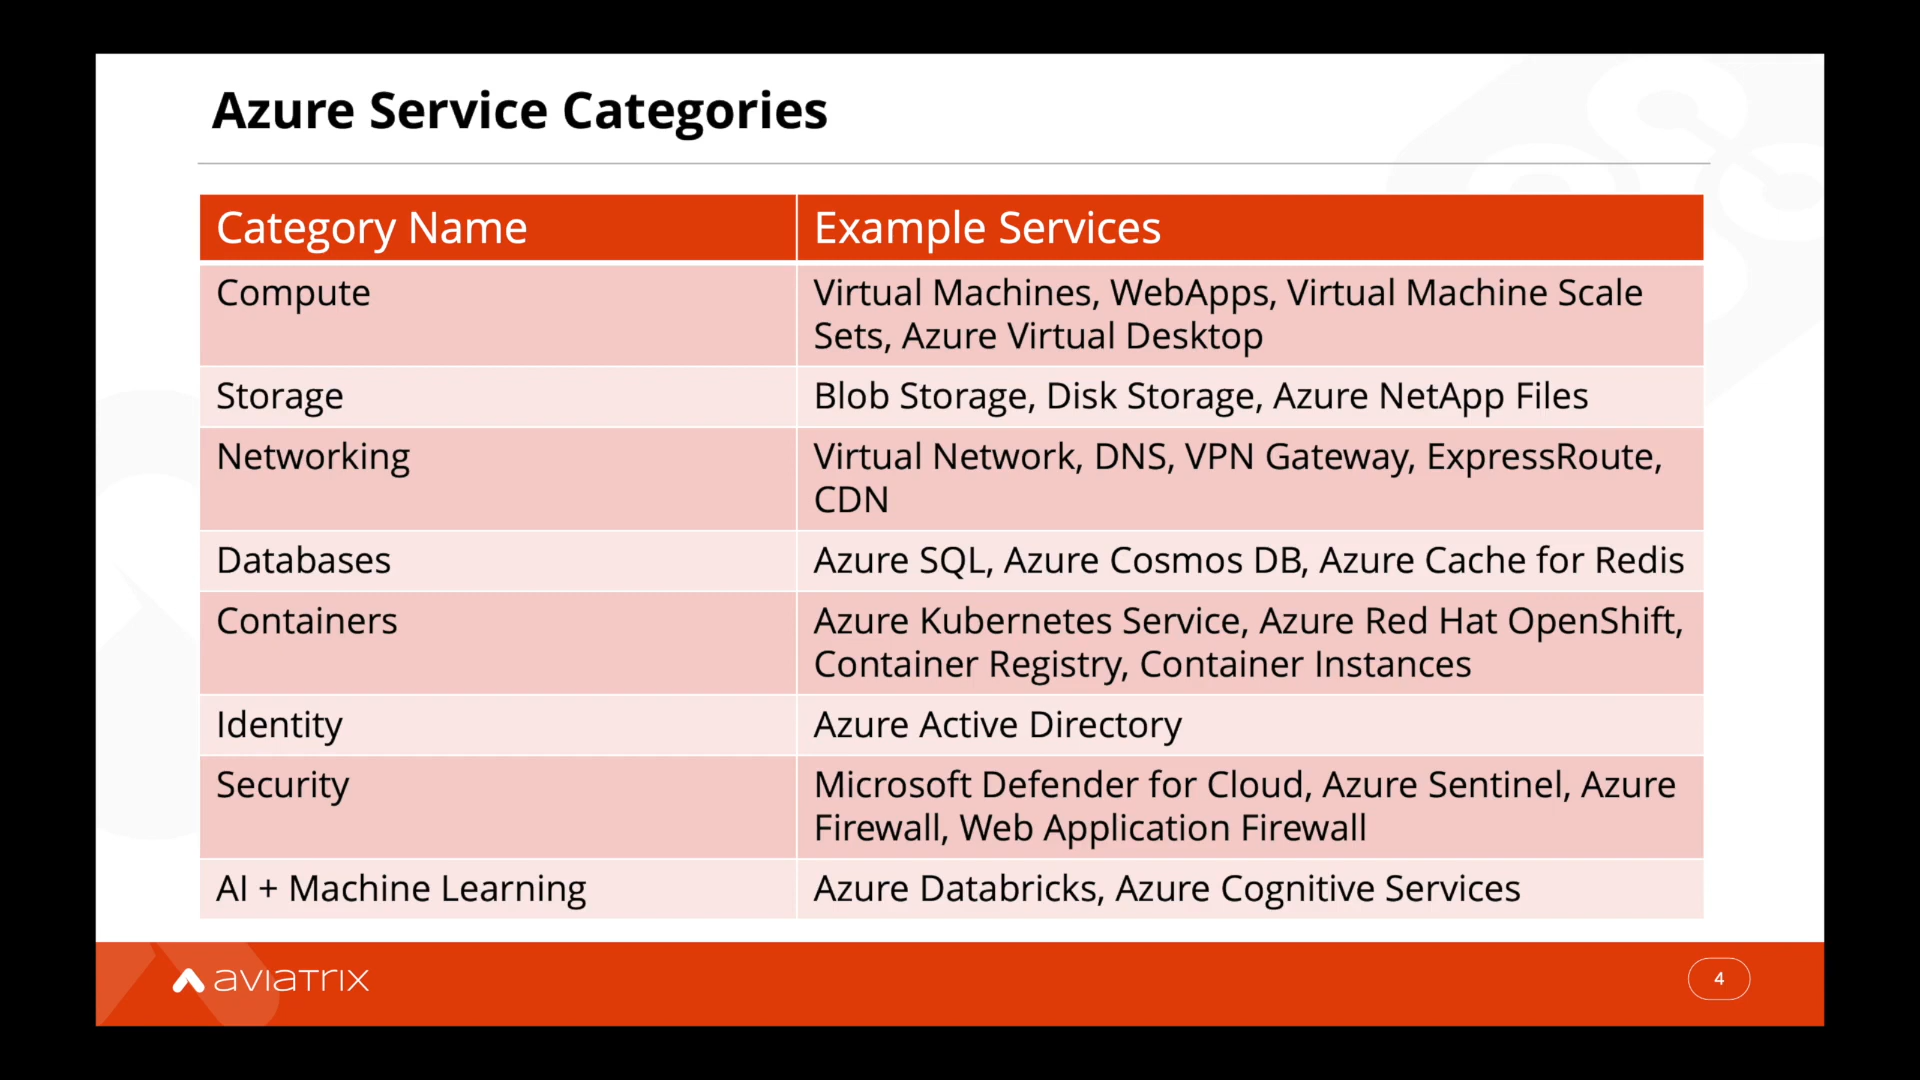 Azure Service Categories
Category Name
Example Services
Compute
Virtual Machines, WebApps, Virtual Machine Scale
Sets, Azure Virtual Desktop
Storage
Blob Storage, Disk Storage, Azure NetApp Files
Networking
Virtual Network, DNS, VPN Gateway, ExpressRoute,
CDN
Databases
Azure SQL, Azure Cosmos DB, Azure Cache for Redis
Containers
Azure Kubernetes Service, Azure Red Hat OpenShift,
Container Registry, Container Instances
Identity
Azure Active Directory
Security
Microsoft Defender for Cloud, Azure Sentinel, Azure
Firewall, Web Application Firewall
AI + Machine Learning
Azure Databricks, Azure Cognitive Services
aviatrix
4